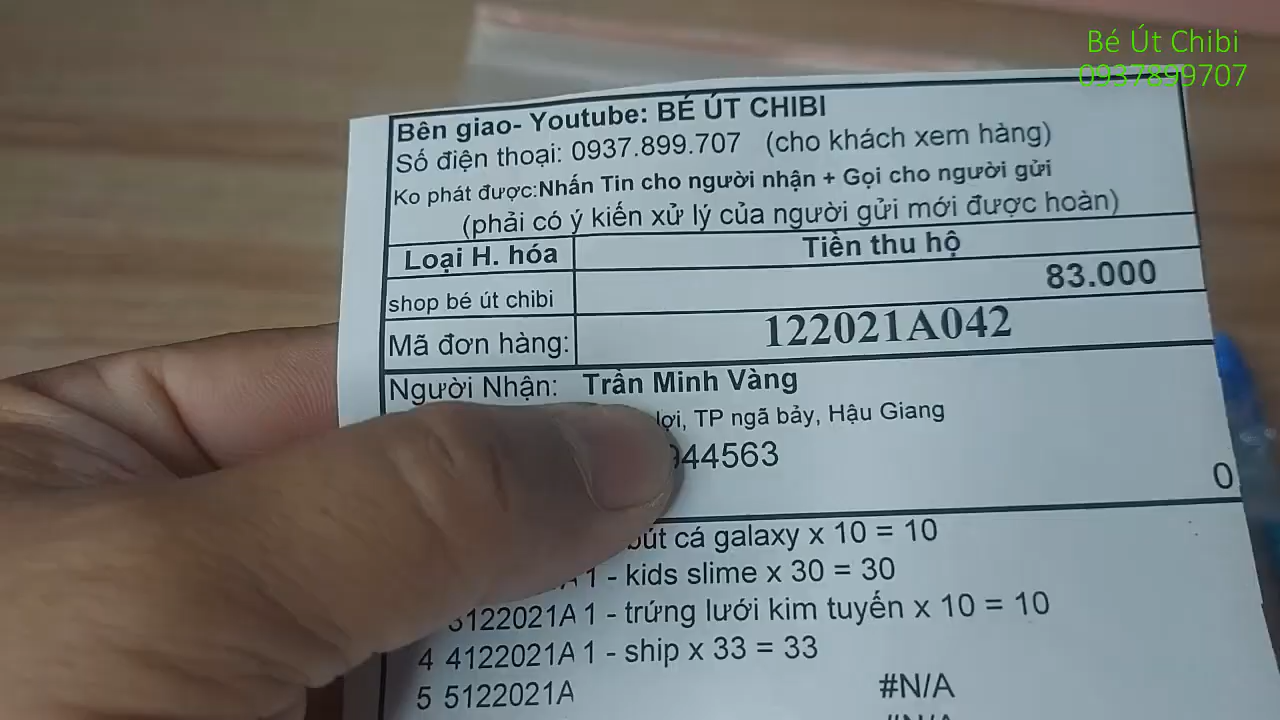 Bé Út Chibi
0937899707
Bên giao- Youtube: BÉ ÚT CHIBI
Số điện thoại: 0937.899.707 (cho khách xem hàng)
Ko phát được:Nhấn Tin cho người nhận + Gọi cho người gửi
(phải có ý kiến xử lý của người gửi mới được hoàn)
Loại H. hóa Tiền thu hộ
shop bé út chibi 83.000
Mã đơn hàng: 122021A042
Người Nhận: Trần Minh Vàng
lợi, TP ngã bảy, Hậu Giang
944563
0
bút cá galaxy x 10 = 10
1 - kids slime x 30 = 30
3122021A 1 - trứng lưới kim tuyến x 10 = 10
4 4122021A 1 - ship x 33 = 33
5 5122021A #N/A
#N/A